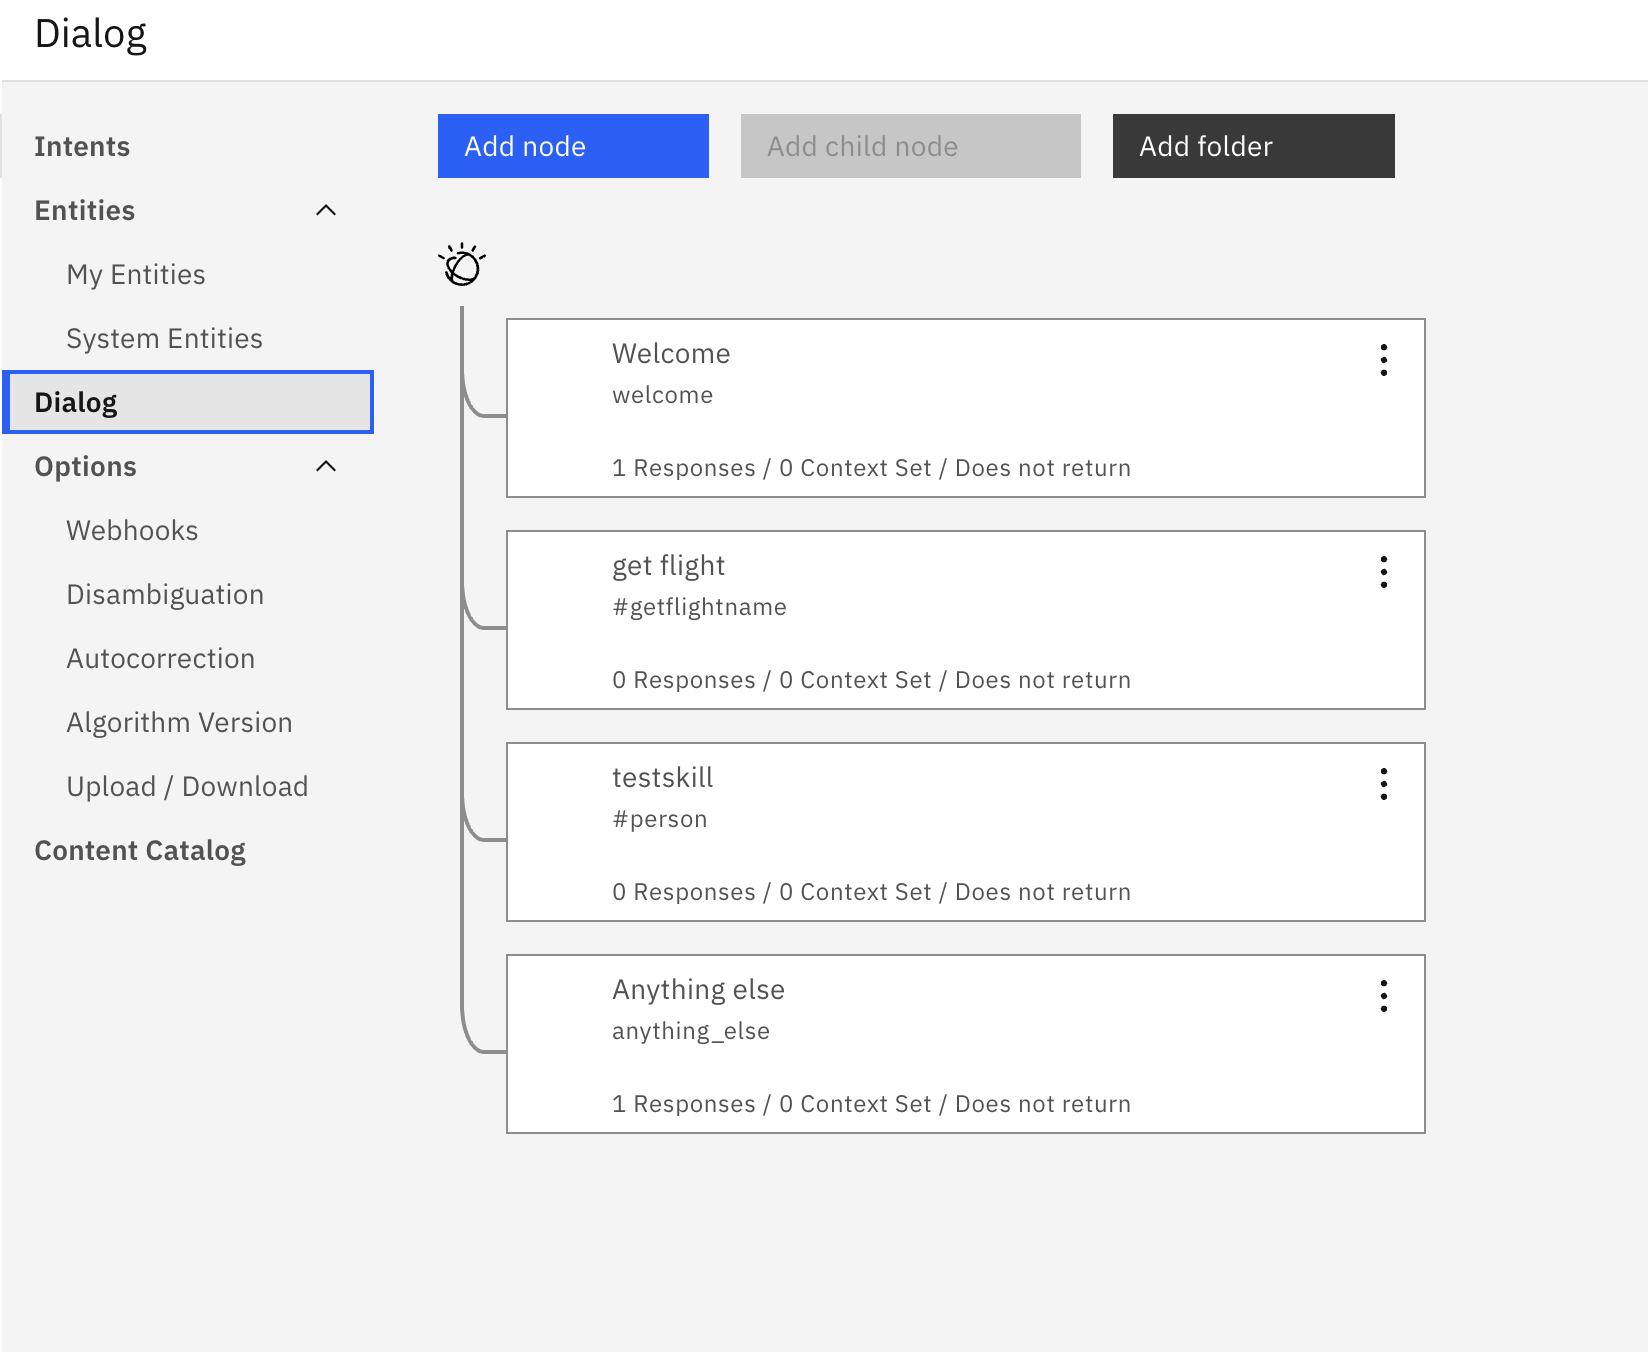 Dialog
Intents
Entities
My Entities
System Entities
Dialog
Options
Webhooks
Disambiguation
Autocorrection
Algorithm Version
Upload / Download
Content Catalog
Add node
Add child node
Add folder
Welcome
welcome
1 Responses / 0 Context Set / Does not return
get flight
#getflightname
0 Responses / 0 Context Set / Does not return
testskill
#person
0 Responses / 0 Context Set / Does not return
Anything else
anything_else
1 Responses / 0 Context Set / Does not return